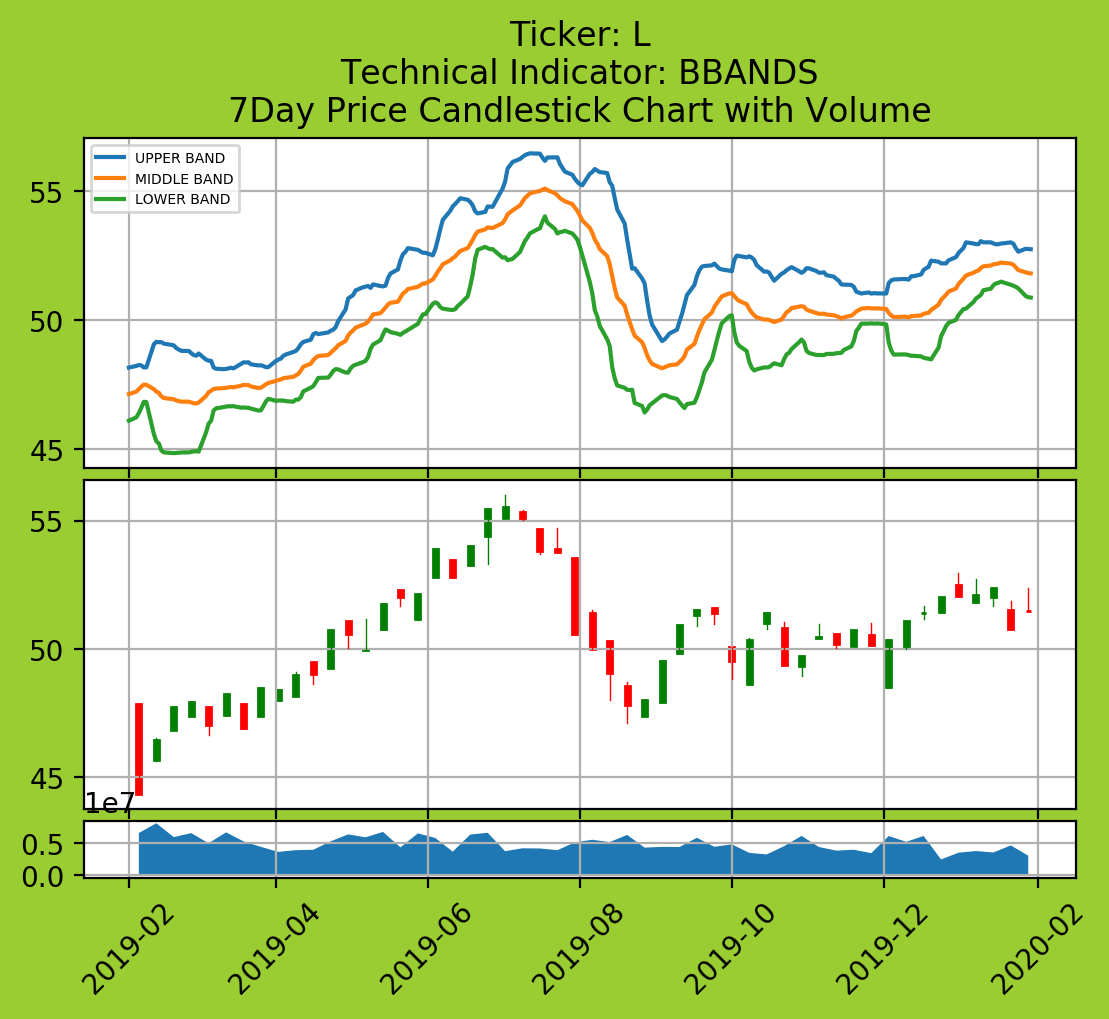 Ticker: L
Technical Indicator: BBANDS
7Day Price Candlestick Chart with Volume
UPPER BAND
MIDDLE BAND
LOWER BAND
55
50
45
55
50
45
1e7
0.5
0.0
2019-02
2019-04
2019-06
2019-08
2019-10
2019-12
2020-02